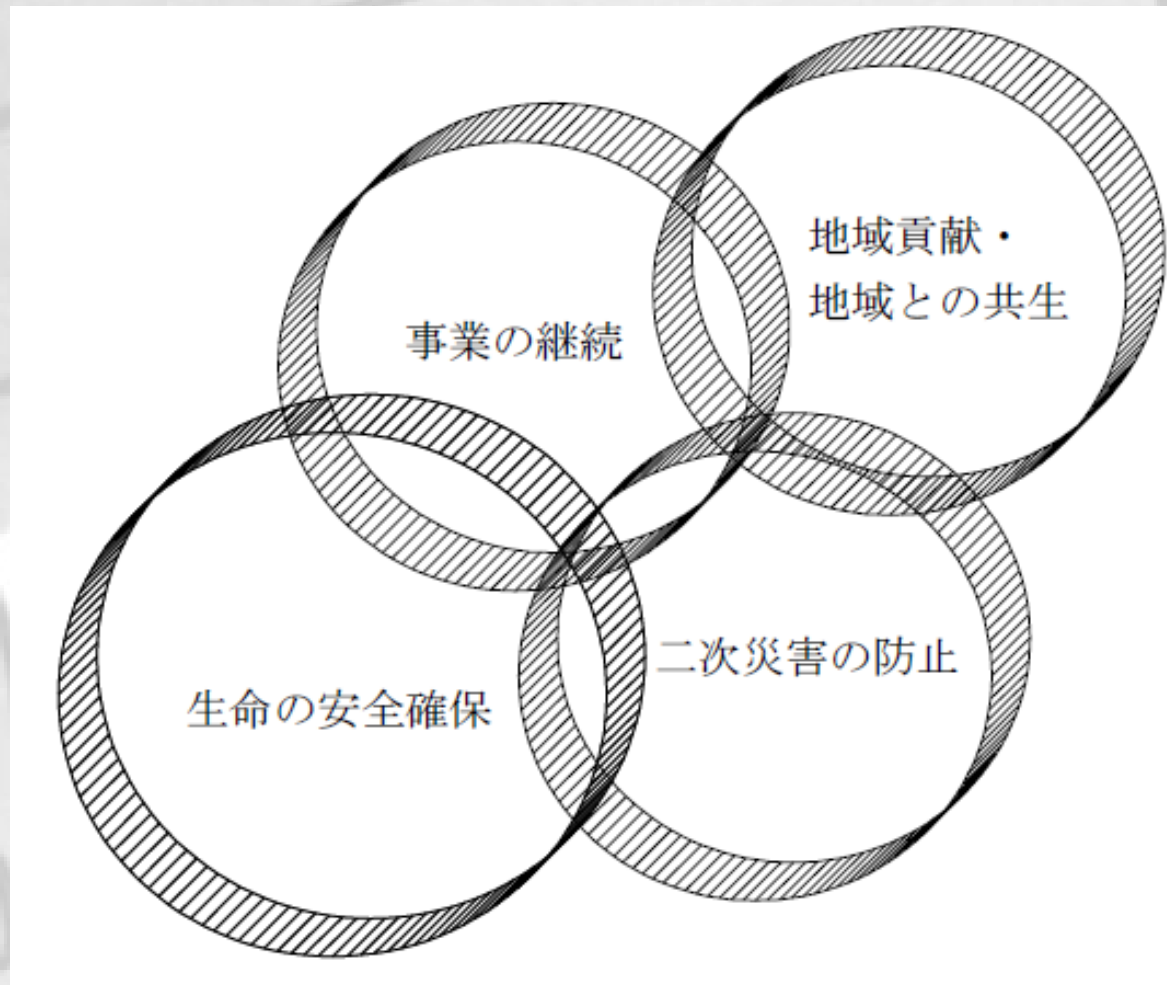 地域貢献・
地域との共生
事業の継続
二次災害の防止
生命の安全確保